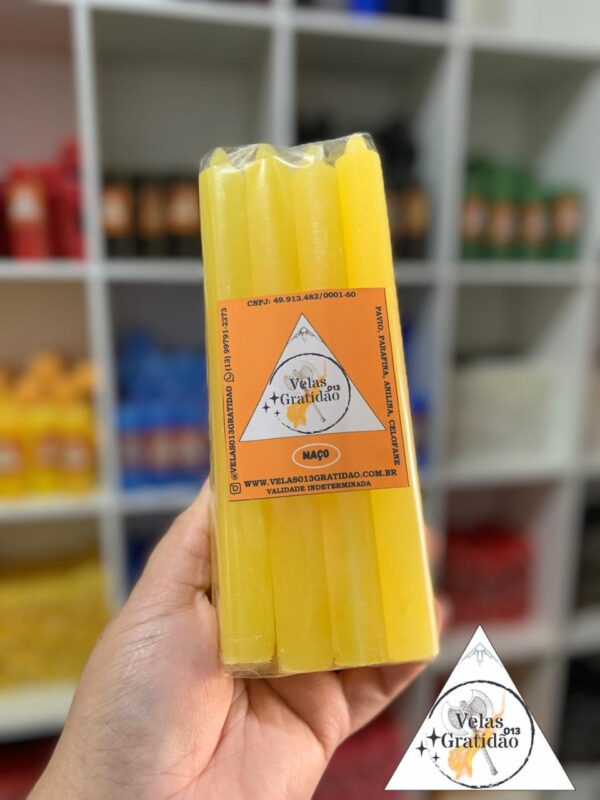 CNPJ: 49.913.482/0001-60
@VELAS013GRATIDAO (13) 99791-2273
PAVIO, PARAFINA, ANILINA, CELOFANE
Velas
013
Gratidão
MAÇO
WWW.VELAS013GRATIDAO.COM.BR
VALIDADE INDETERMINADA
Velas
013
Gratidão